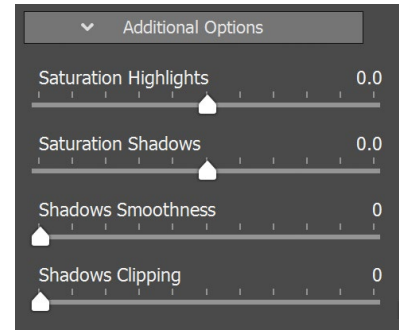 Additional Options
Saturation Highlights 0.0
Saturation Shadows 0.0
Shadows Smoothness 0
Shadows Clipping 0